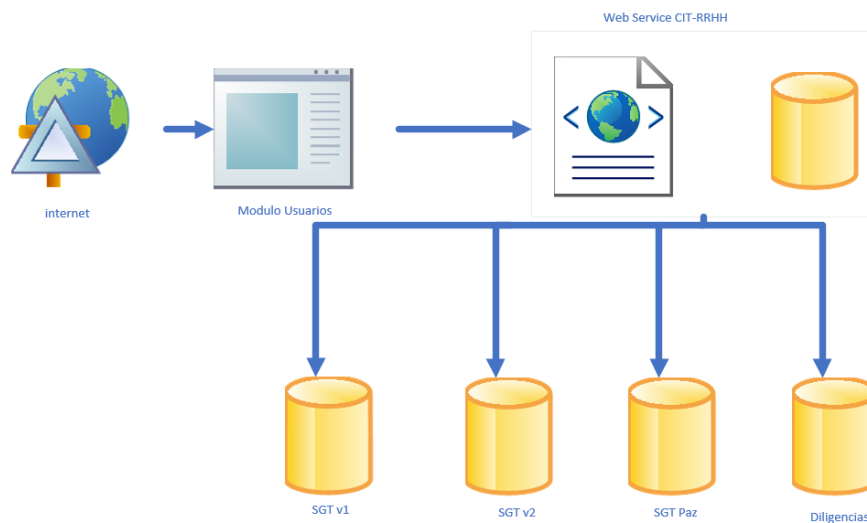 Web Service CIT-RRHH
internet
Modulo Usuarios
SGT v1
SGT v2
SGT Paz
Diligencias